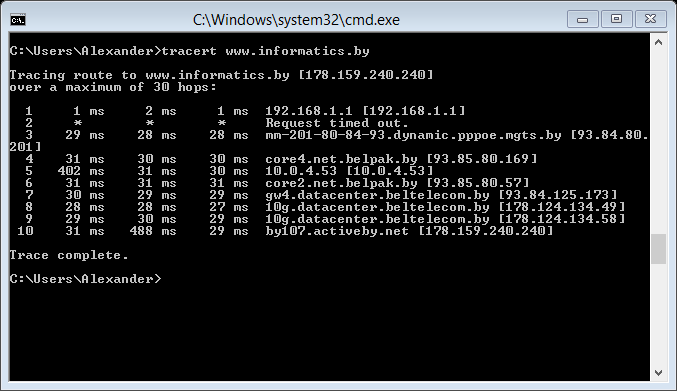 C:\Windows\system32\cmd.exe
C:\Users\Alexander>tracert www.informatics.by
Tracing route to www.informatics.by [178.159.240.240]
over a maximum of 30 hops:
1 1 ms 2 ms 1 ms 192.168.1.1 [192.168.1.1]
2 * * * Request timed out.
3 29 ms 28 ms 28 ms mm-201-80-84-93.dynamic.pppoe.mgts.by [93.84.80.
201]
4 31 ms 30 ms 30 ms core4.net.belpak.by [93.85.80.169]
5 402 ms 31 ms 30 ms 10.0.4.53 [10.0.4.53]
6 31 ms 31 ms 31 ms core2.net.belpak.by [93.85.80.57]
7 30 ms 29 ms 29 ms gw4.datacenter.beltelecom.by [93.84.125.173]
8 28 ms 28 ms 27 ms 10g.datacenter.beltelecom.by [178.124.134.49]
9 29 ms 30 ms 29 ms 10g.datacenter.beltelecom.by [178.124.134.58]
10 31 ms 488 ms 29 ms by107.activeby.net [178.159.240.240]
Trace complete.
C:\Users\Alexander>